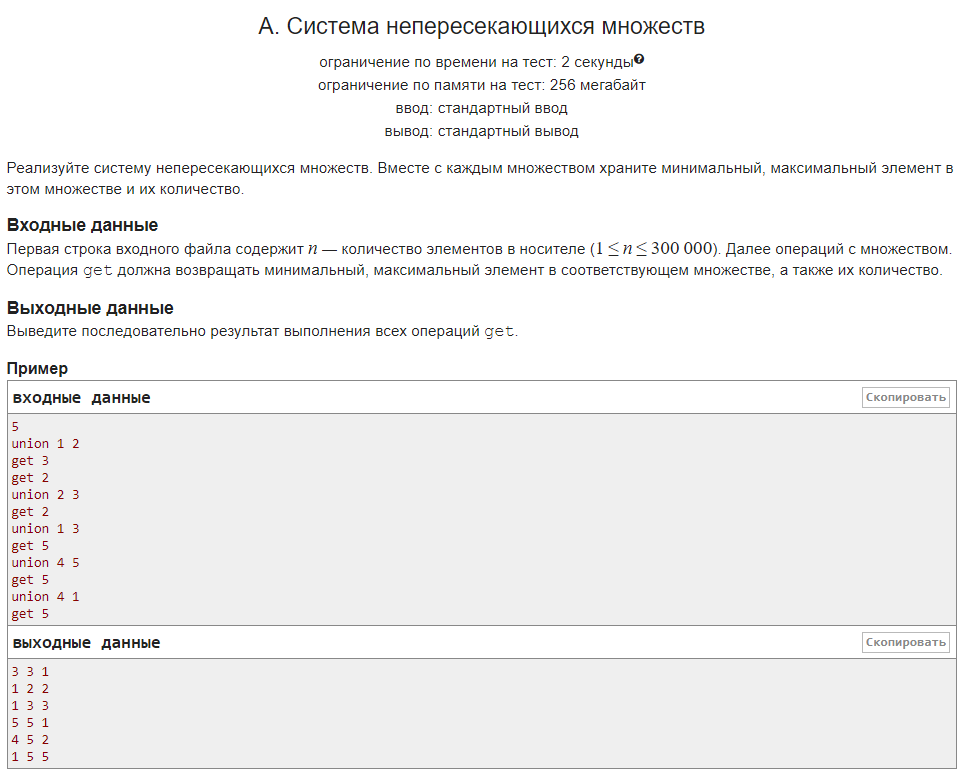 А. Система непересекающихся множеств
ограничение по времени на тест: 2 секунды?
ограничение по памяти на тест: 256 мегабайт
ввод: стандартный ввод
вывод: стандартный вывод
Реализуйте систему непересекающихся множеств. Вместе с каждым множеством храните минимальный, максимальный элемент в
этом множестве и их количество.
Входные данные
Первая строка входного файла содержит n — количество элементов в носителе (1 ≤ n ≤ 300 000). Далее операций с множеством.
Операция get должна возвращать минимальный, максимальный элемент в соответствующем множестве, а также их количество.
Выходные данные
Выведите последовательно результат выполнения всех операций get.
Пример
входные данные
Скопировать
5
union 1 2
get 3
get 2
union 2 3
get 2
union 1 3
get 5
union 4 5
get 5
union 4 1
get 5
выходные данные
Скопировать
3 3 1
1 2 2
1 3 3
5 5 1
4 5 2
1 5 5